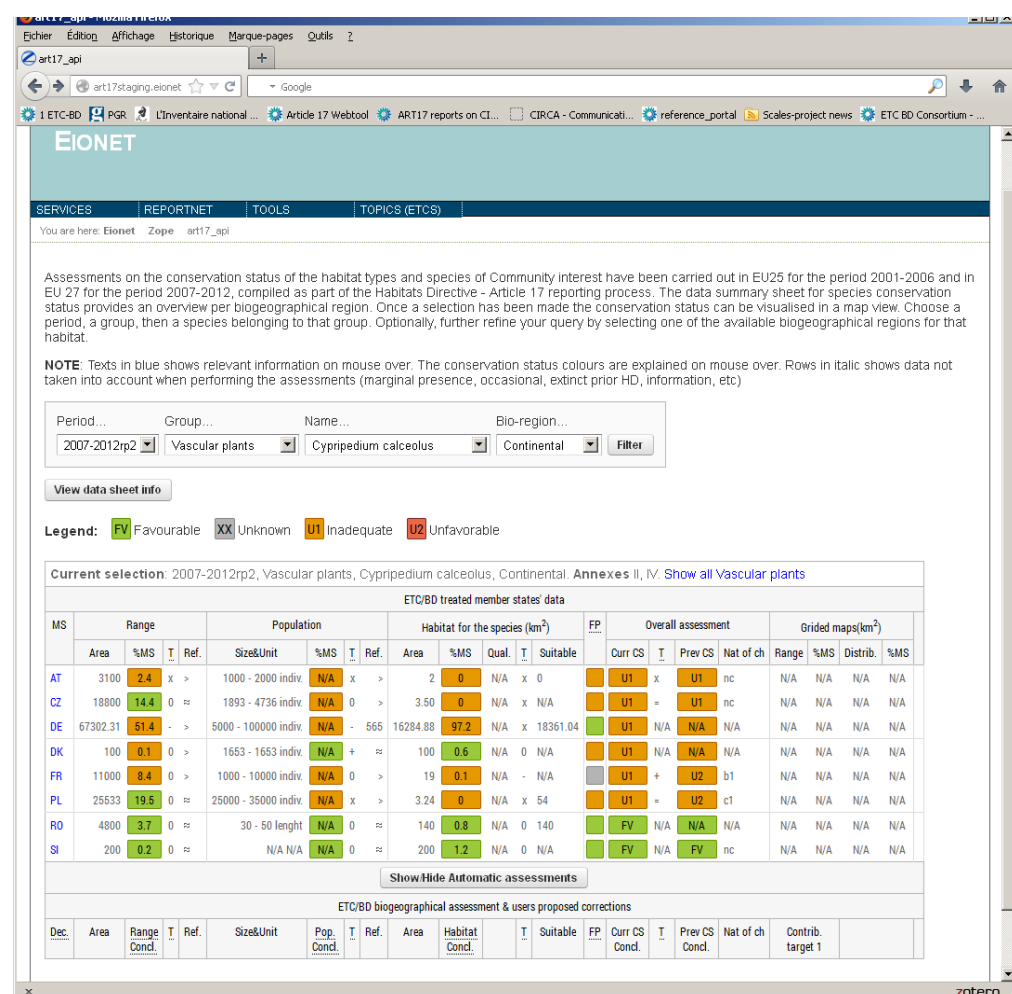 art17_api - Mozilla Firefox
Fichier Édition Affichage Historique Marque-pages Outils ?
art17_api +
art17staging.eionet Google
1 ETC-BD PGR L'Inventaire national ... Article 17 Webtool ART17 reports on CI... CIRCA - Communicati... reference_portal Scales-project news ETC BD Consortium - ...
EIONET
SERVICES REPORTNET TOOLS TOPICS (ETCS)
You are here: Eionet Zope art17_api
Assessments on the conservation status of the habitat types and species of Community interest have been carried out in EU25 for the period 2001-2006 and in
EU 27 for the period 2007-2012, compiled as part of the Habitats Directive - Article 17 reporting process. The data summary sheet for species conservation
status provides an overview per biogeographical region. Once a selection has been made the conservation status can be visualised in a map view. Choose a
period, a group, then a species belonging to that group. Optionally, further refine your query by selecting one of the available biogeographical regions for that
habitat.
NOTE: Texts in blue shows relevant information on mouse over. The conservation status colours are explained on mouse over. Rows in italic shows data not
taken into account when performing the assessments (marginal presence, occasional, extinct prior HD, information, etc)
Period... Group... Name... Bio-region...
2007-2012rp2 Vascular plants Cypripedium calceolus Continental Filter
View data sheet info
Legend: FV Favourable XX Unknown U1 Inadequate U2 Unfavorable
Current selection: 2007-2012rp2, Vascular plants, Cypripedium calceolus, Continental. Annexes II, IV. Show all Vascular plants
ETC/BD treated member states' data
MS Range Population Habitat for the species (km2) FP Overall assessment Grided maps(km2)
Area %MS T Ref. Size&Unit %MS T Ref. Area %MS Qual. T Suitable Curr CS T Prev CS Nat of ch Range %MS Distrib. %MS
AT 3100 2.4 x > 1000 - 2000 indiv. N/A x > 2 0 N/A x 0 U1 x U1 nc N/A N/A N/A N/A
CZ 18800 14.4 0 ≈ 1893 - 4736 indiv. N/A 0 > 3.50 0 N/A x N/A U1 = U1 nc N/A N/A N/A N/A
DE 67302.31 51.4 - > 5000 - 100000 indiv. N/A - 565 16284.88 97.2 N/A x 18361.04 U1 N/A N/A N/A N/A N/A N/A N/A
DK 100 0.1 0 > 1653 - 1653 indiv. N/A + ≈ 100 0.6 N/A 0 N/A U1 N/A N/A N/A N/A N/A N/A N/A
FR 11000 8.4 0 > 1000 - 10000 indiv. N/A 0 > 19 0.1 N/A - N/A U1 + U2 b1 N/A N/A N/A N/A
PL 25533 19.5 0 ≈ 25000 - 35000 indiv. N/A x > 3.24 0 N/A x 54 U1 = U2 c1 N/A N/A N/A N/A
RO 4800 3.7 0 ≈ 30 - 50 lenght N/A 0 ≈ 140 0.8 N/A 0 140 FV N/A N/A N/A N/A N/A N/A N/A
SI 200 0.2 0 ≈ N/A N/A N/A 0 ≈ 200 1.2 N/A 0 N/A FV N/A FV nc N/A N/A N/A N/A
Show/Hide Automatic assessments
ETC/BD biogeographical assessment & users proposed corrections
Dec. Area Range Concl. T Ref. Size&Unit Pop. Concl. T Ref. Area Habitat Concl. T Suitable FP Curr CS Concl. T Prev CS Concl. Nat of ch Contrib. target 1
x zotero